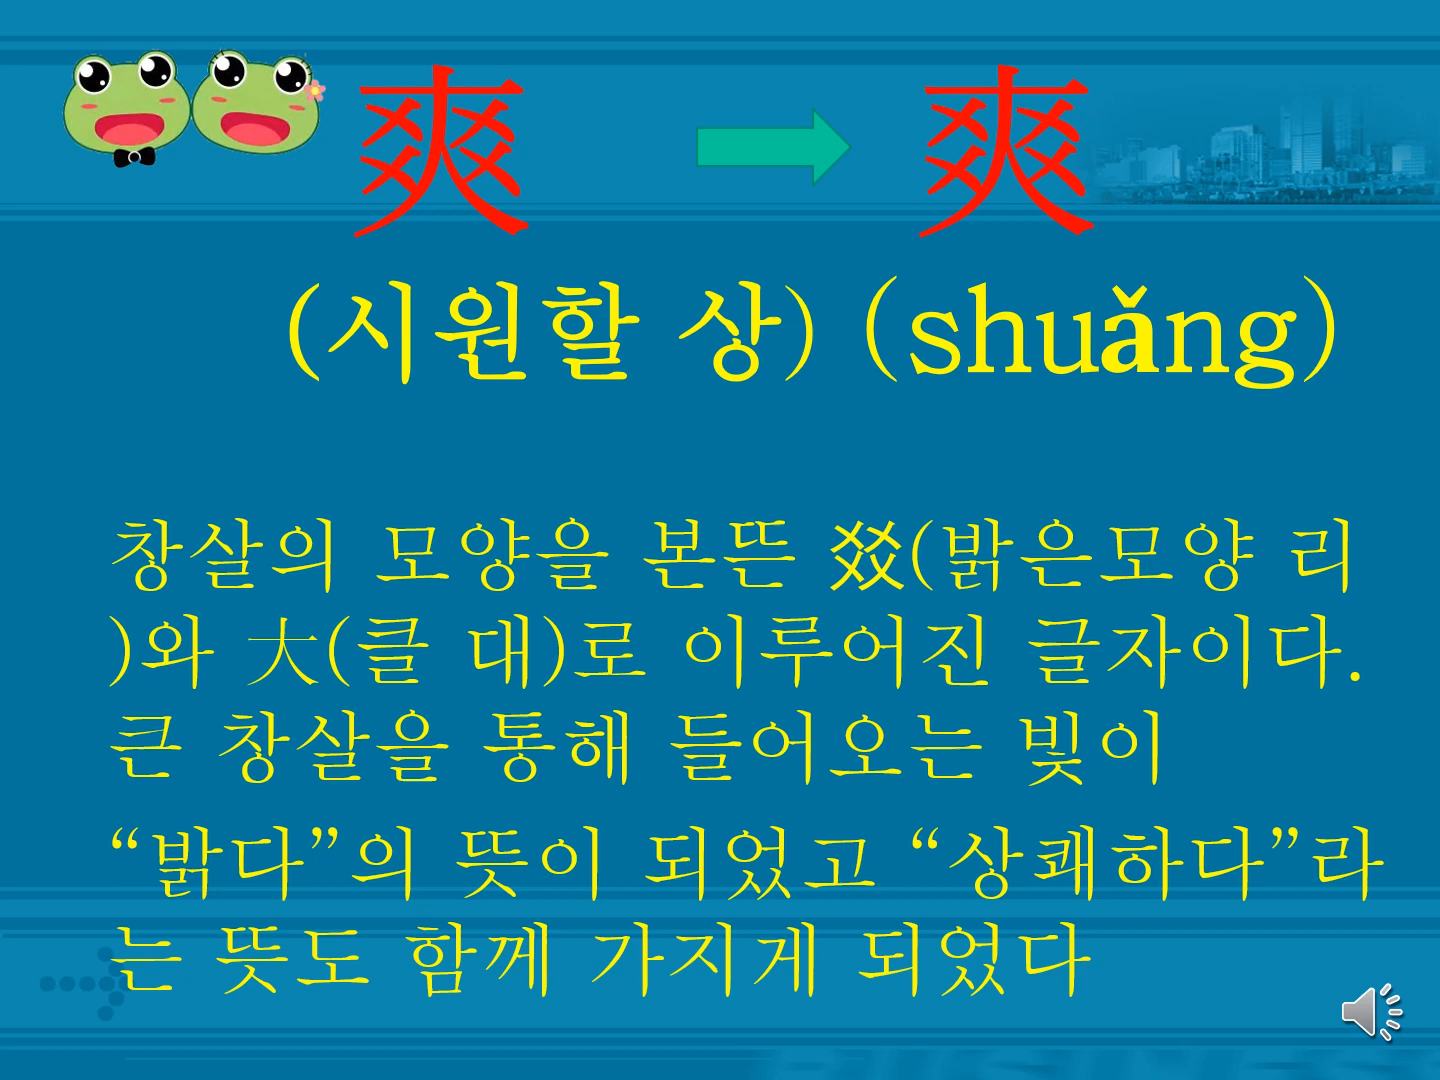 爽 爽
(시원할 상) (shuǎng)
창살의 모양을 본뜬 㸚(밝은모양 리
)와 大(클 대)로 이루어진 글자이다.
큰 창살을 통해 들어오는 빛이
“밝다”의 뜻이 되었고 “상쾌하다”라
는 뜻도 함께 가지게 되었다